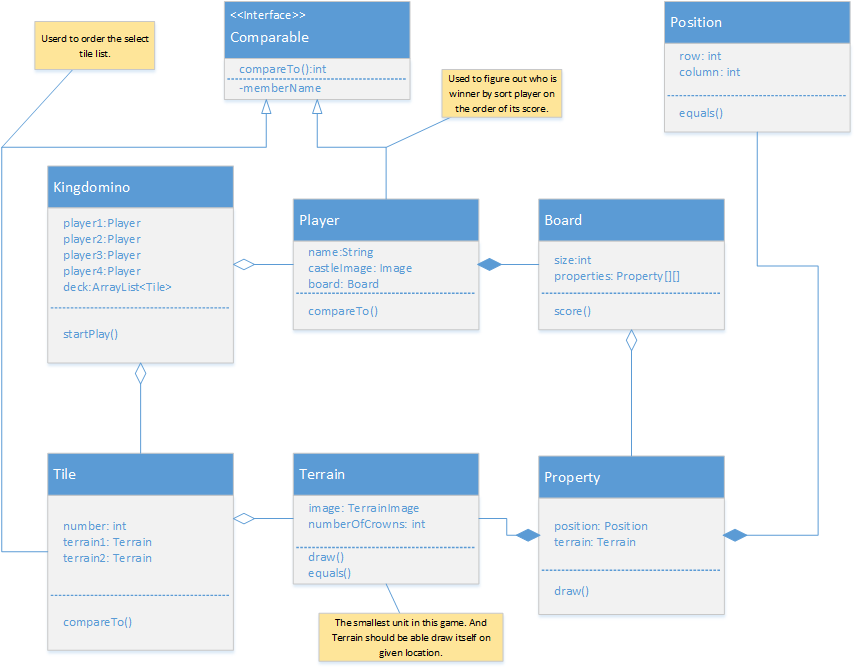 Userd to order the select
tile list.
<<Interface>>
Comparable
compareTo():int
-memberName
Used to figure out who is
winner by sort player on
the order of its score.
Position
row: int
column: int
equals()
Kingdomino
player1:Player
player2:Player
player3:Player
player4:Player
deck:ArrayList<Tile>
startPlay()
Player
name:String
castleImage: Image
board: Board
compareTo()
Board
size:int
properties: Property[][]
score()
Tile
number: int
terrain1: Terrain
terrain2: Terrain
compareTo()
Terrain
image: TerrainImage
numberOfCrowns: int
draw()
equals()
Property
position: Position
terrain: Terrain
draw()
The smallest unit in this game. And
Terrain should be able draw itself on
given location.